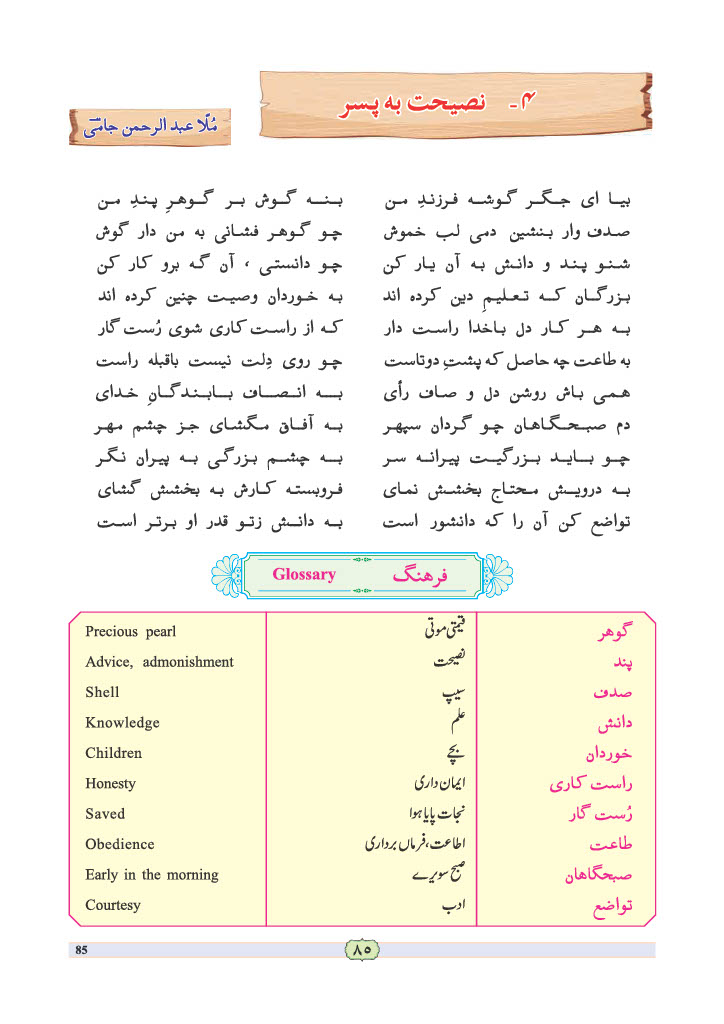 ۴- نصیحت به پسر
مُلّا عبد الرحمن جامیؔ
بیا ای جگر گوشه فرزندِ من بنه گوش بر گوهرِ پندِ من
صدف وار بنشین دمی لب خموش چو گوهر فشانی به من دار گوش
شنو پند و دانش به آن یار کن چو دانستی ، آن گه برو کار کن
بزرگان که تعلیمِ دین کرده اند به خوردان وصیت چنین کرده اند
به هر کار دل باخدا راست دار که از راست کاری شوی رُست گار
به طاعت چه حاصل که پشتِ دوتاست چو روی دِلت نیست باقبله راست
همی باش روشن دل و صاف رأی به انصاف بابندگانِ خدای
دم صبحگاهان چو گردان سپهر به آفاق مگشای جز چشم مهر
چو باید بزرگیت پیرانه سر به چشم بزرگی به پیران نگر
به درویش محتاج بخشش نمای فروبسته کارش به بخشش گشای
تواضع کن آن را که دانشور است به دانش زتو قدر او برتر است
فرهنگ Glossary
گوهر قیمتی موتی Precious pearl
پند نصیحت Advice, admonishment
صدف سیپ Shell
دانش علم Knowledge
خوردان بچے Children
راست کاری ایمان داری Honesty
رُست گار نجات پایا ہوا Saved
طاعت اطاعت، فرماں برداری Obedience
صبحگاهان صبح سویرے Early in the morning
تواضع ادب Courtesy
85 ۸۵